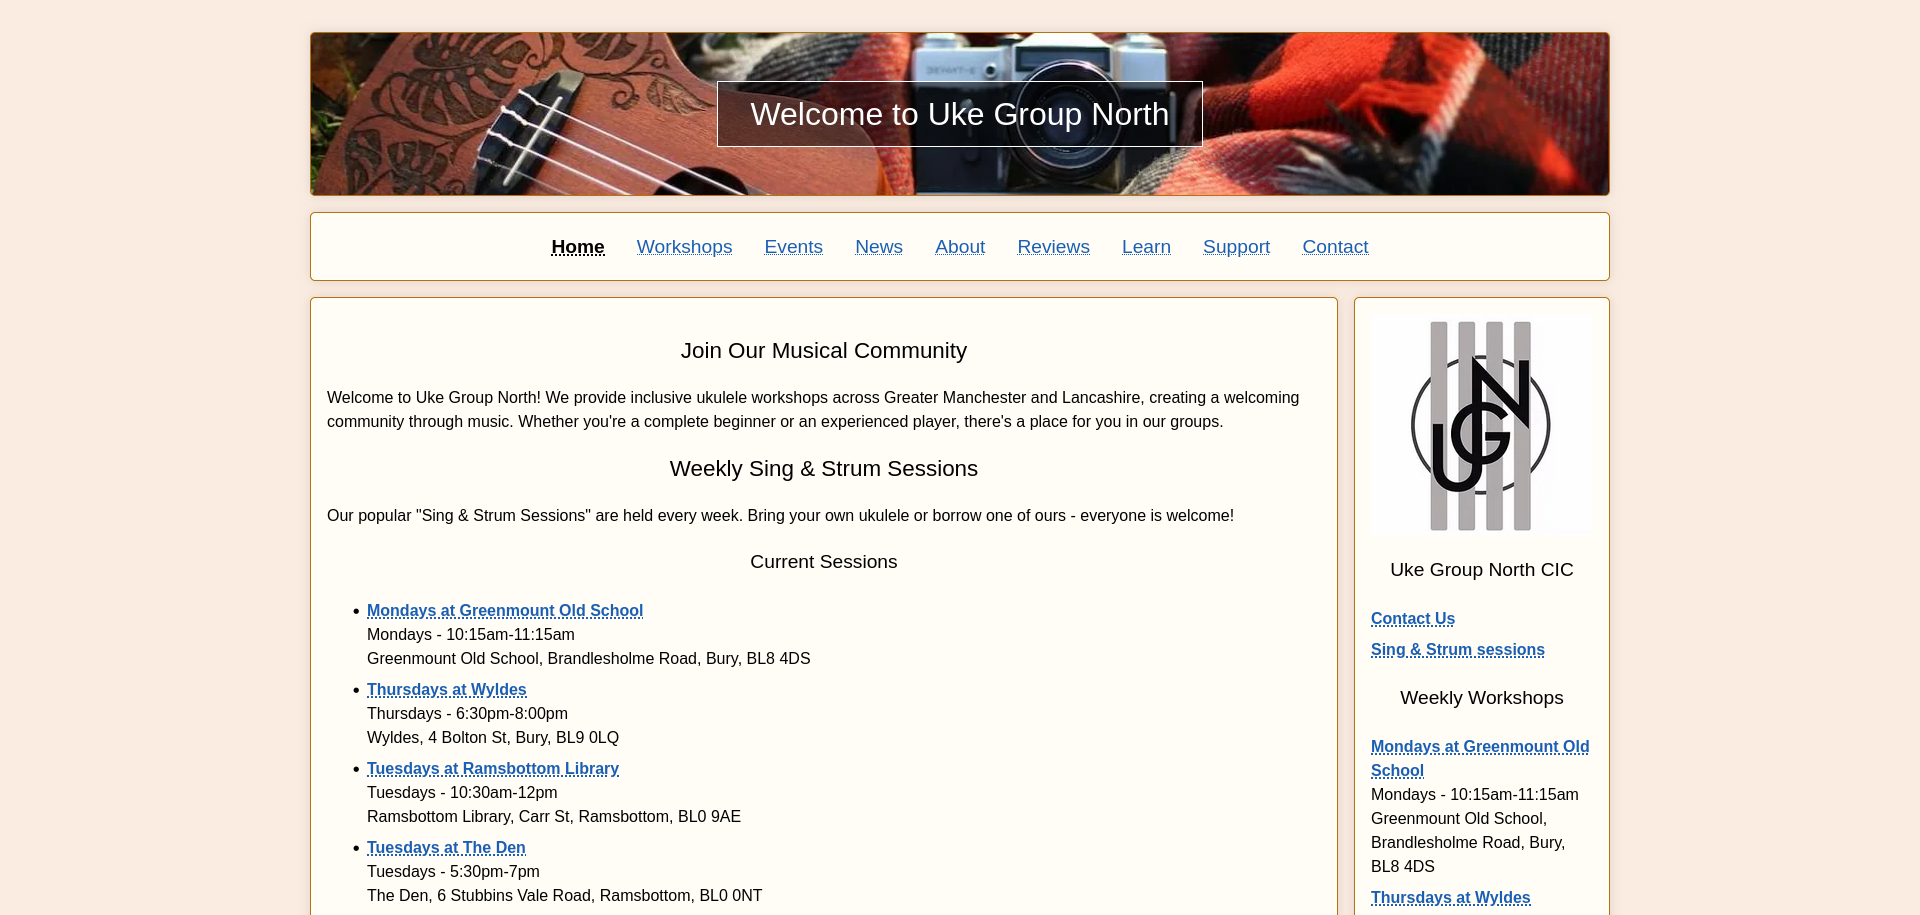 Welcome to Uke Group North
Home Workshops Events News About Reviews Learn Support Contact
Join Our Musical Community
Welcome to Uke Group North! We provide inclusive ukulele workshops across Greater Manchester and Lancashire, creating a welcoming
community through music. Whether you're a complete beginner or an experienced player, there's a place for you in our groups.
Weekly Sing & Strum Sessions
Our popular "Sing & Strum Sessions" are held every week. Bring your own ukulele or borrow one of ours - everyone is welcome!
Current Sessions
• Mondays at Greenmount Old School
Mondays - 10:15am-11:15am
Greenmount Old School, Brandlesholme Road, Bury, BL8 4DS
• Thursdays at Wyldes
Thursdays - 6:30pm-8:00pm
Wyldes, 4 Bolton St, Bury, BL9 0LQ
• Tuesdays at Ramsbottom Library
Tuesdays - 10:30am-12pm
Ramsbottom Library, Carr St, Ramsbottom, BL0 9AE
• Tuesdays at The Den
Tuesdays - 5:30pm-7pm
The Den, 6 Stubbins Vale Road, Ramsbottom, BL0 0NT
UGN
Uke Group North CIC
Contact Us
Sing & Strum sessions
Weekly Workshops
Mondays at Greenmount Old
School
Mondays - 10:15am-11:15am
Greenmount Old School,
Brandlesholme Road, Bury,
BL8 4DS
Thursdays at Wyldes